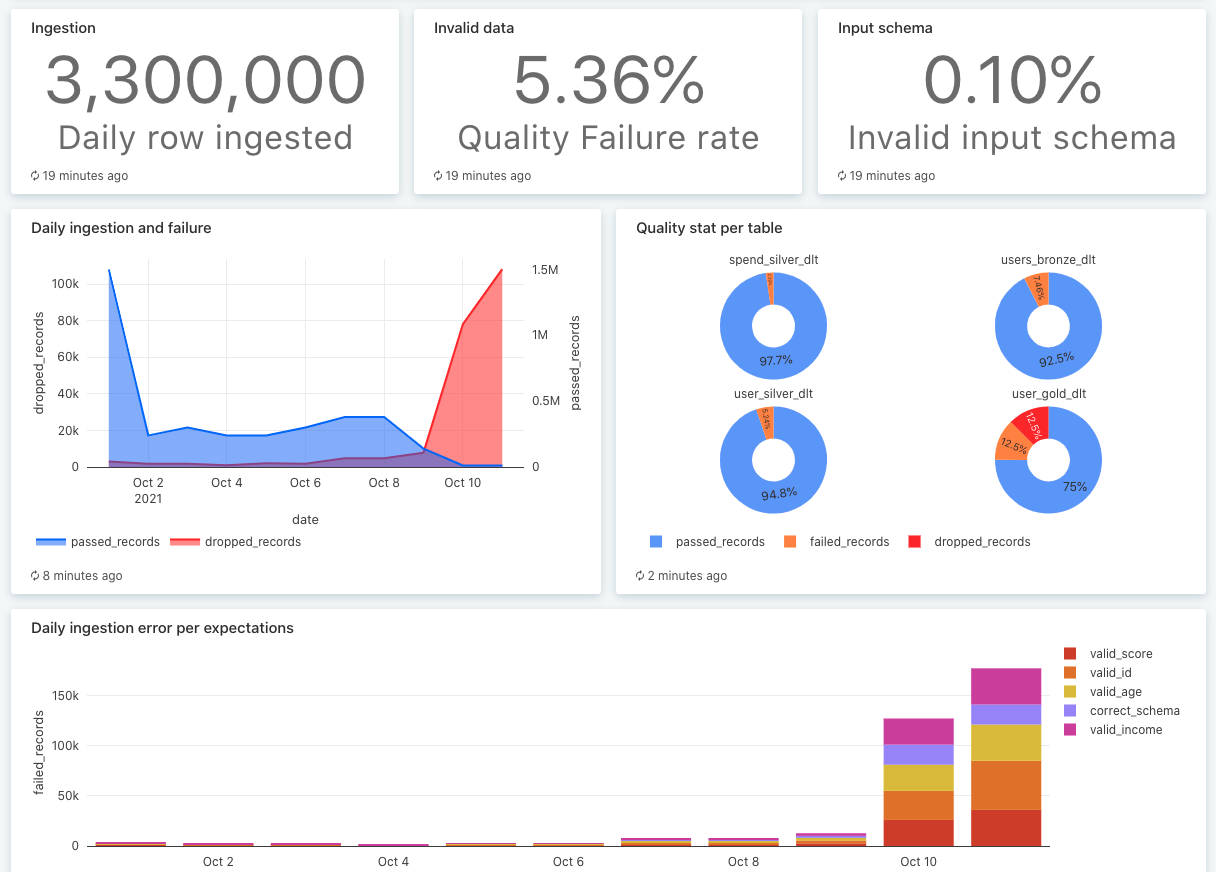 Ingestion
3,300,000
Daily row ingested
19 minutes ago
Invalid data
5.36%
Quality Failure rate
19 minutes ago
Input schema
0.10%
Invalid input schema
19 minutes ago
Daily ingestion and failure
100k
80k
60k
40k
20k
0
dropped_records
1.5M
1M
0.5M
0
passed_records
Oct 2
2021
Oct 4
Oct 6
Oct 8
Oct 10
date
passed_records
dropped_records
8 minutes ago
Quality stat per table
spend_silver_dlt
97.7%
users_bronze_dlt
7.46%
92.5%
user_silver_dlt
5.24%
94.8%
user_gold_dlt
12.5%
12.5%
75%
passed_records
failed_records
dropped_records
2 minutes ago
Daily ingestion error per expectations
150k
100k
50k
0
failed_records
Oct 2
Oct 4
Oct 6
Oct 8
Oct 10
valid_score
valid_id
valid_age
correct_schema
valid_income